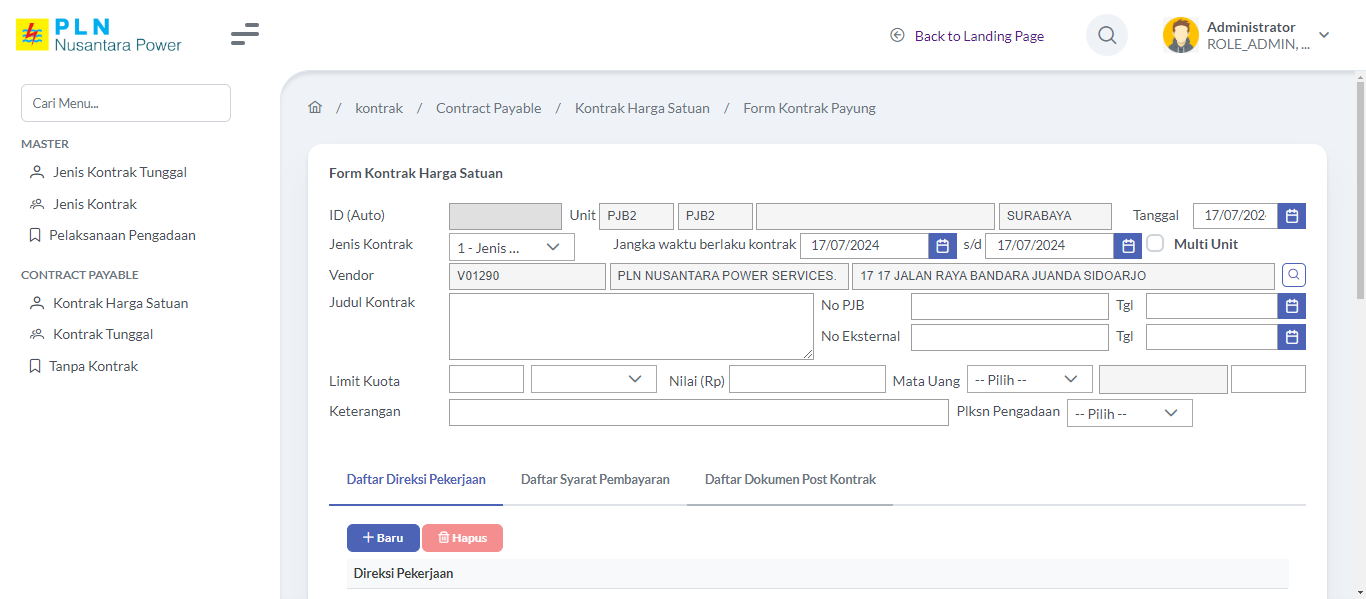 PLN
Nusantara Power
Back to Landing Page
Administrator
ROLE_ADMIN, ...
Cari Menu...
MASTER
Jenis Kontrak Tunggal
Jenis Kontrak
Pelaksanaan Pengadaan
CONTRACT PAYABLE
Kontrak Harga Satuan
Kontrak Tunggal
Tanpa Kontrak
/ kontrak / Contract Payable / Kontrak Harga Satuan / Form Kontrak Payung
Form Kontrak Harga Satuan
ID (Auto) Unit PJB2 PJB2 SURABAYA Tanggal 17/07/202
Jenis Kontrak 1 - Jenis ... Jangka waktu berlaku kontrak 17/07/2024 s/d 17/07/2024 Multi Unit
Vendor V01290 PLN NUSANTARA POWER SERVICES. 17 17 JALAN RAYA BANDARA JUANDA SIDOARJO
Judul Kontrak No PJB Tgl
No Eksternal Tgl
Limit Kuota Nilai (Rp) Mata Uang -- Pilih --
Keterangan Plksn Pengadaan -- Pilih --
Daftar Direksi Pekerjaan Daftar Syarat Pembayaran Daftar Dokumen Post Kontrak
Baru Hapus
Direksi Pekerjaan